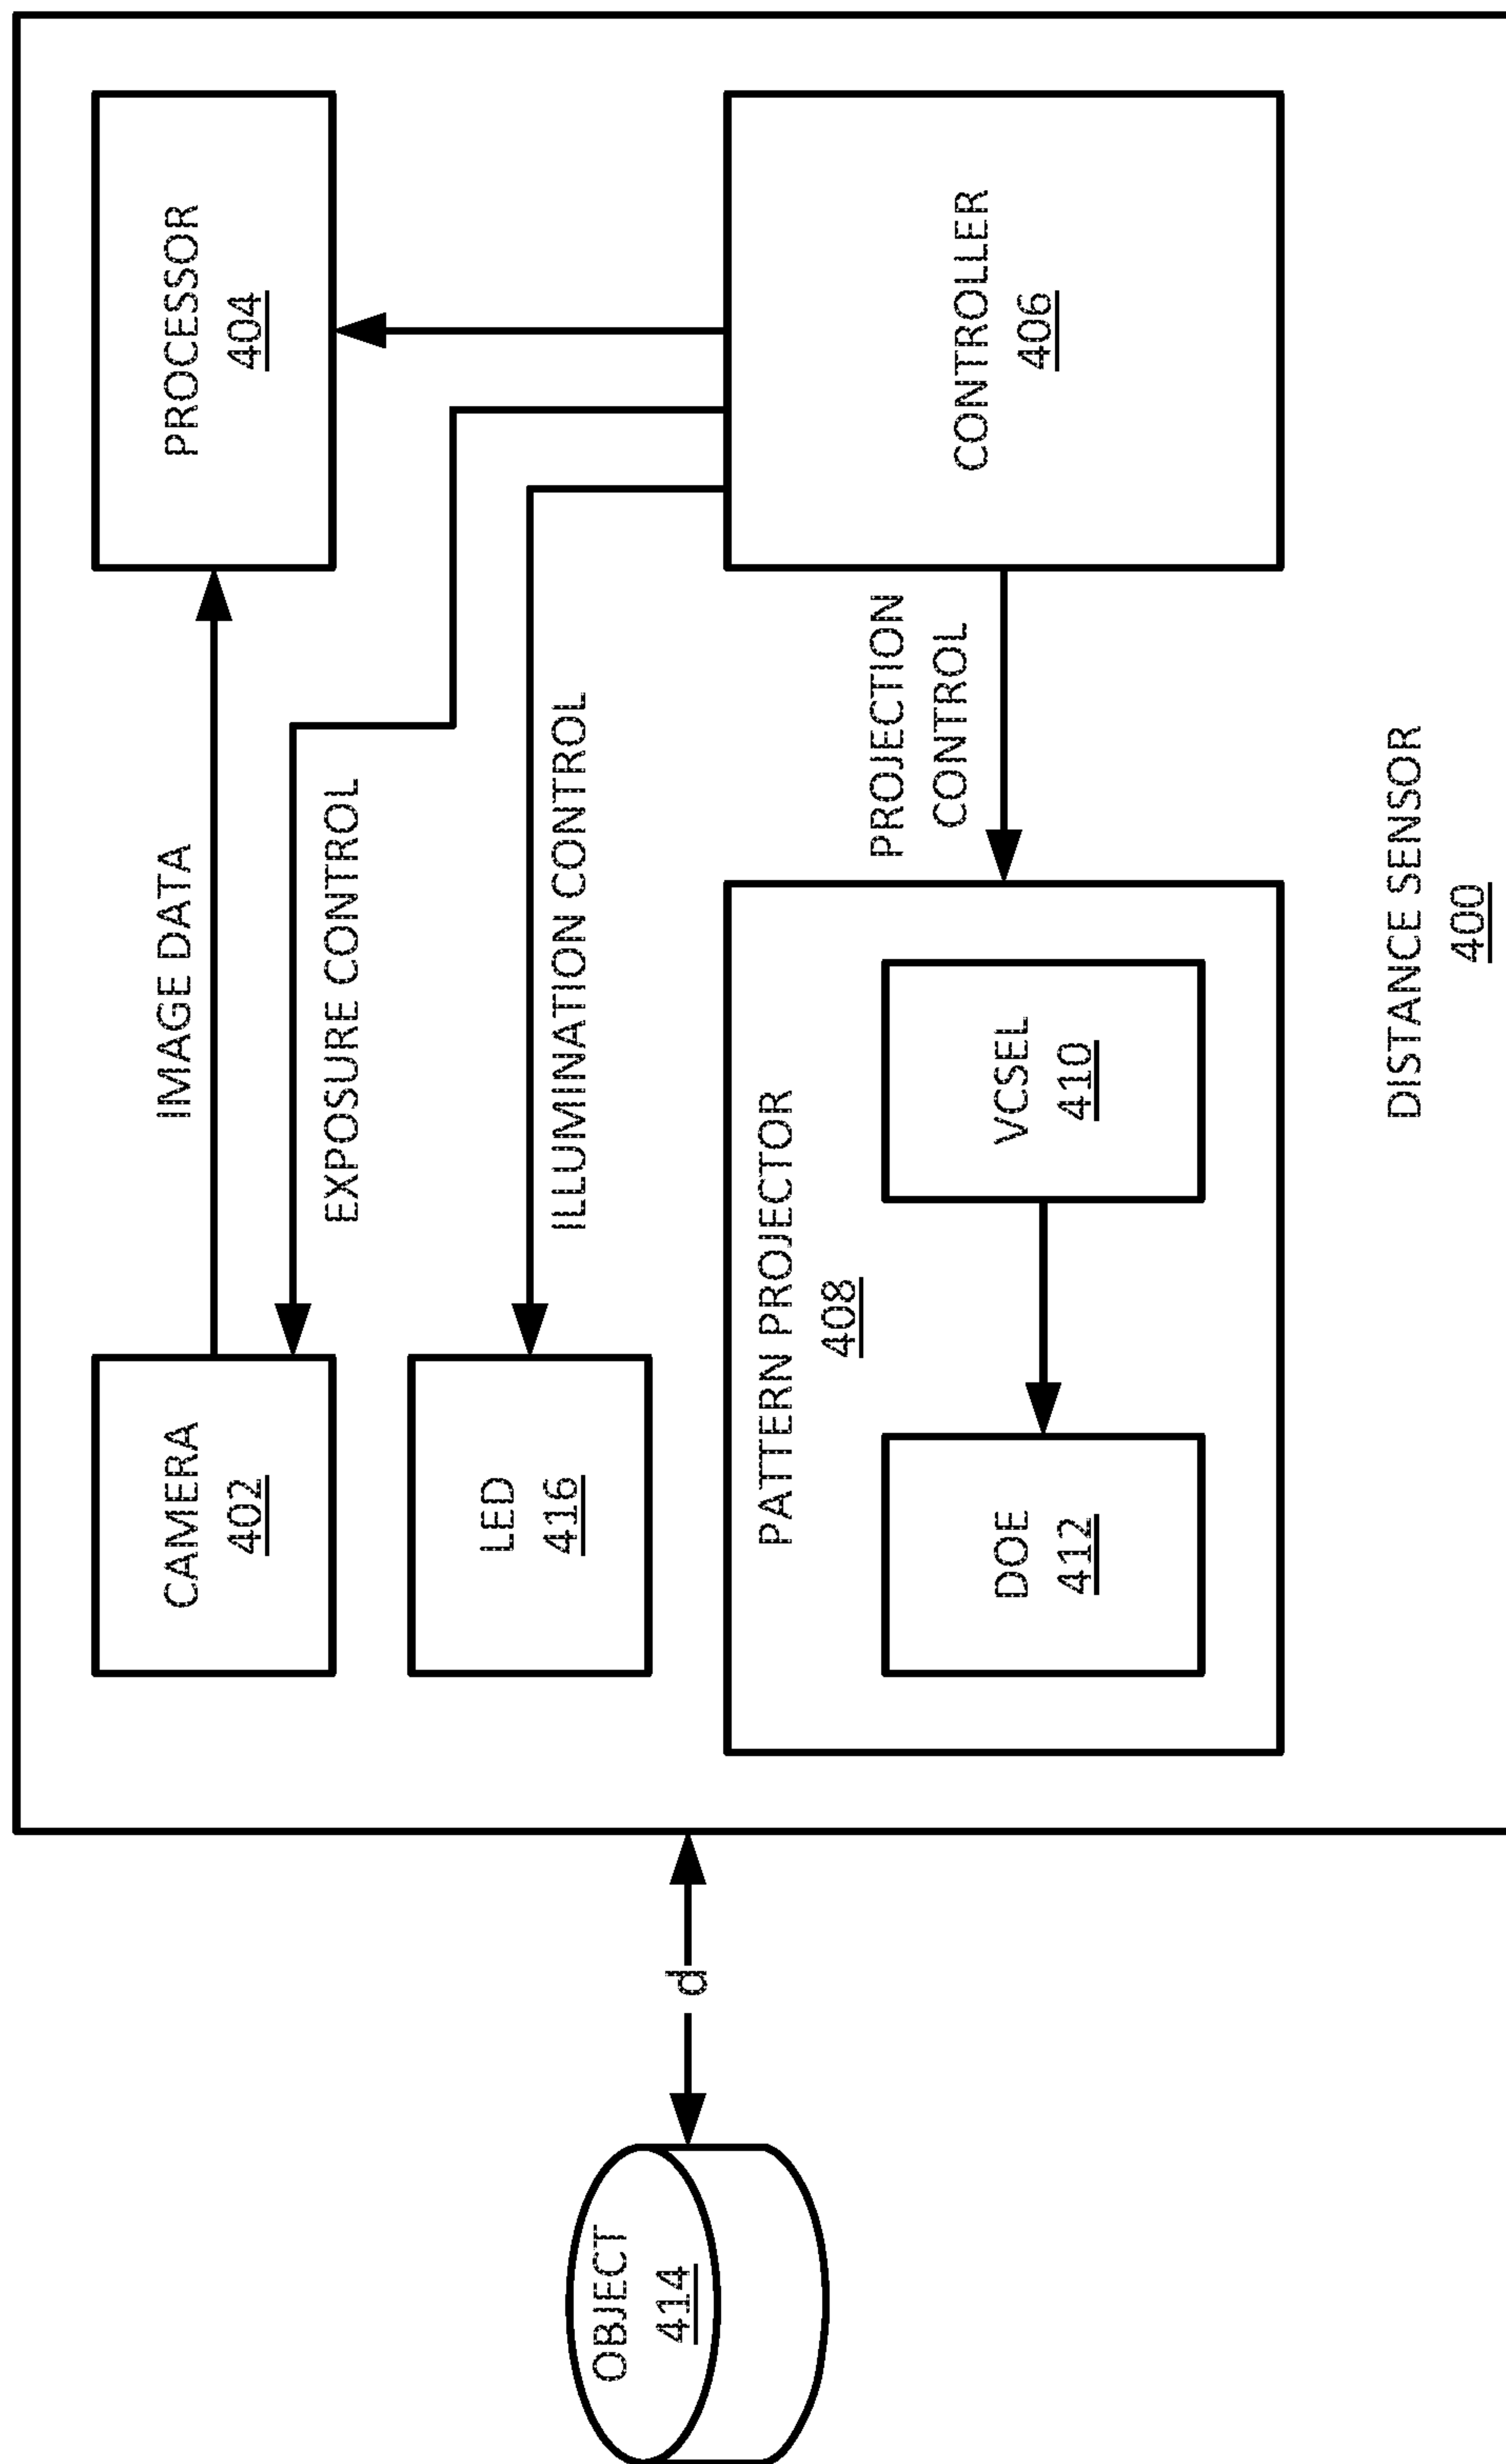 OBJECT
414
d
CAMERA
402
IMAGE DATA
PROCESSOR
404
EXPOSURE CONTROL
LED
416
ILLUMINATION CONTROL
PATTERN PROJECTOR
408
PROJECTION
CONTROL
DOE
412
VCSEL
410
CONTROLLER
406
DISTANCE SENSOR
400